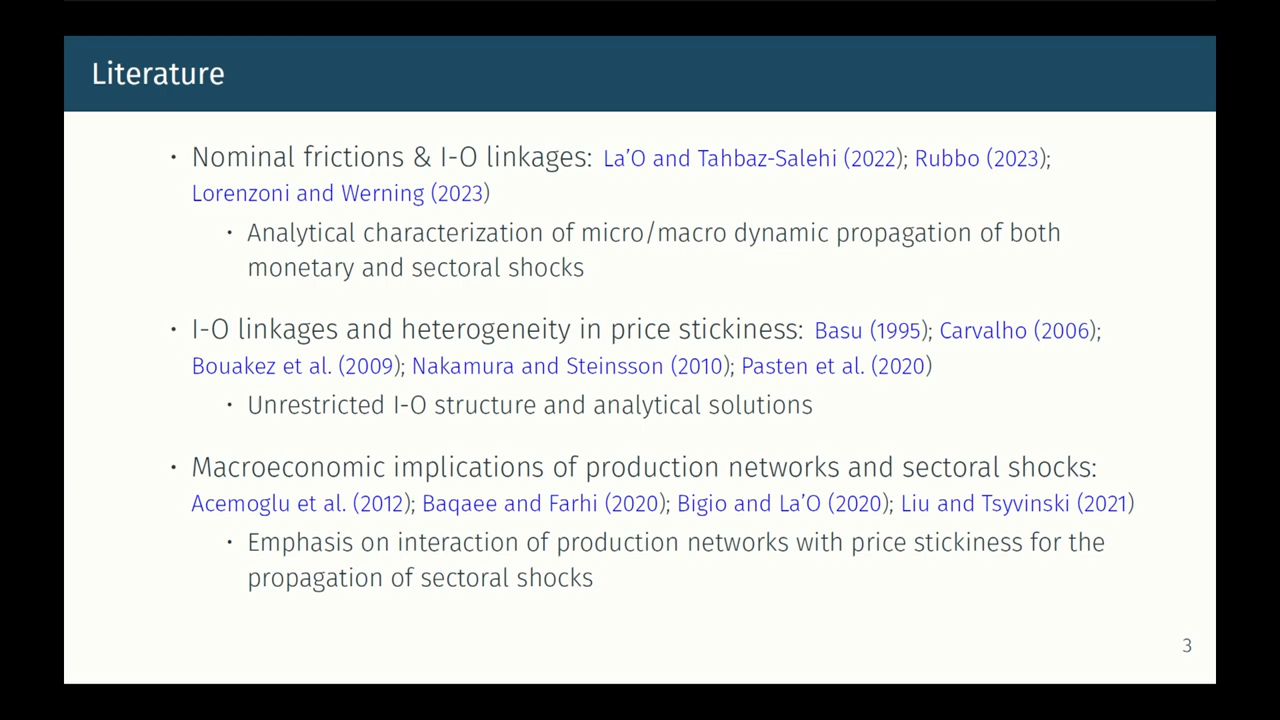 Literature
· Nominal frictions & I-O linkages: La'O and Tahbaz-Salehi (2022); Rubbo (2023);
Lorenzoni and Werning (2023)
· Analytical characterization of micro/macro dynamic propagation of both
monetary and sectoral shocks
· I-O linkages and heterogeneity in price stickiness: Basu (1995); Carvalho (2006);
Bouakez et al. (2009); Nakamura and Steinsson (2010); Pasten et al. (2020)
· Unrestricted I-O structure and analytical solutions
· Macroeconomic implications of production networks and sectoral shocks:
Acemoglu et al. (2012); Baqaee and Farhi (2020); Bigio and La'O (2020); Liu and Tsyvinski (2021)
· Emphasis on interaction of production networks with price stickiness for the
propagation of sectoral shocks
3